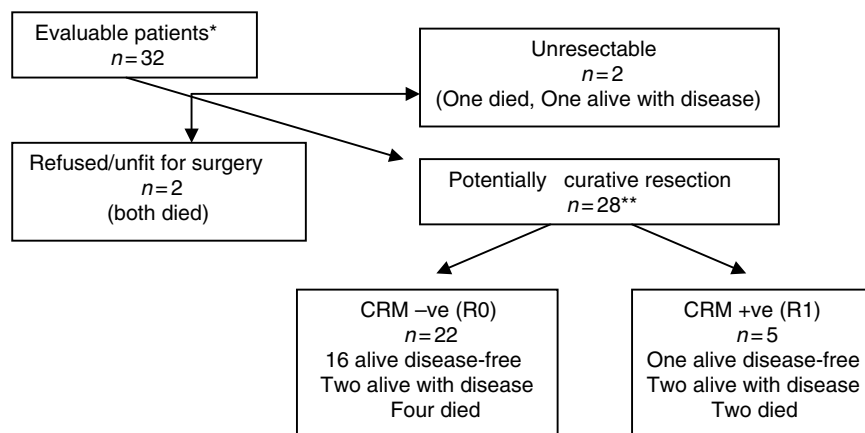 Evaluable patients*
n=32
Unresectable
n=2
(One died, One alive with disease)
Refused/unfit for surgery
n=2
(both died)
Potentially curative resection
n=28**
CRM –ve (R0)
n=22
16 alive disease-free
Two alive with disease
Four died
CRM +ve (R1)
n=5
One alive disease-free
Two alive with disease
Two died